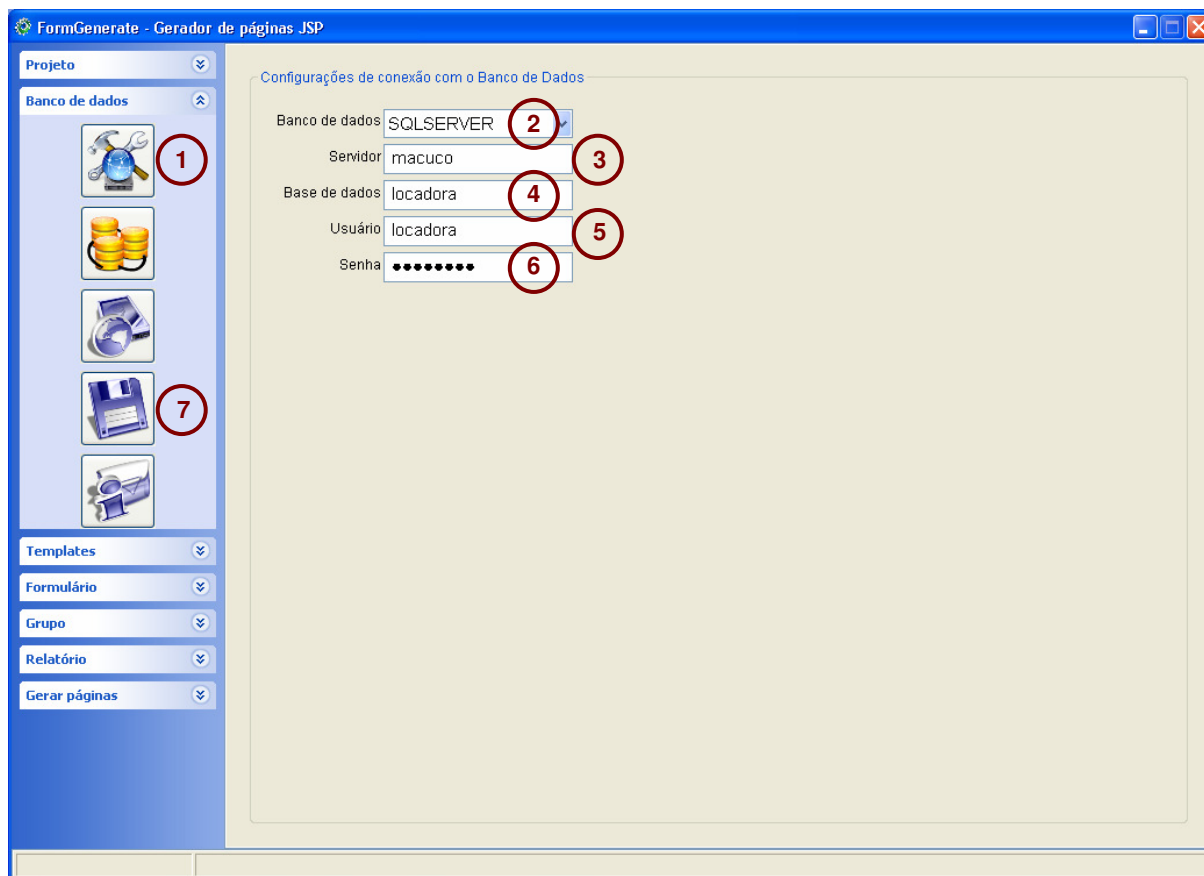 FormGenerate - Gerador de páginas JSP
Projeto
Banco de dados
1
7
Templates
Formulário
Grupo
Relatório
Gerar páginas
Configurações de conexão com o Banco de Dados
Banco de dados SQLSERVER 2
Servidor macuco 3
Base de dados locadora 4
Usuário locadora 5
Senha ●●●●●●●● 6